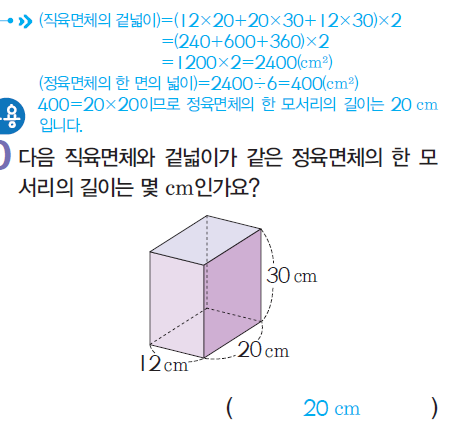 (직육면체의 겉넓이)=(12×20+20×30+12×30)×2
=(240+600+360)×2
=1200×2=2400(cm²)
(정육면체의 한 면의 넓이)=2400÷6=400(cm²)
400=20×20이므로 정육면체의 한 모서리의 길이는 20 cm
입니다.
다음 직육면체와 겉넓이가 같은 정육면체의 한 모
서리의 길이는 몇 cm인가요?
30 cm
20 cm
12 cm
( 20 cm )